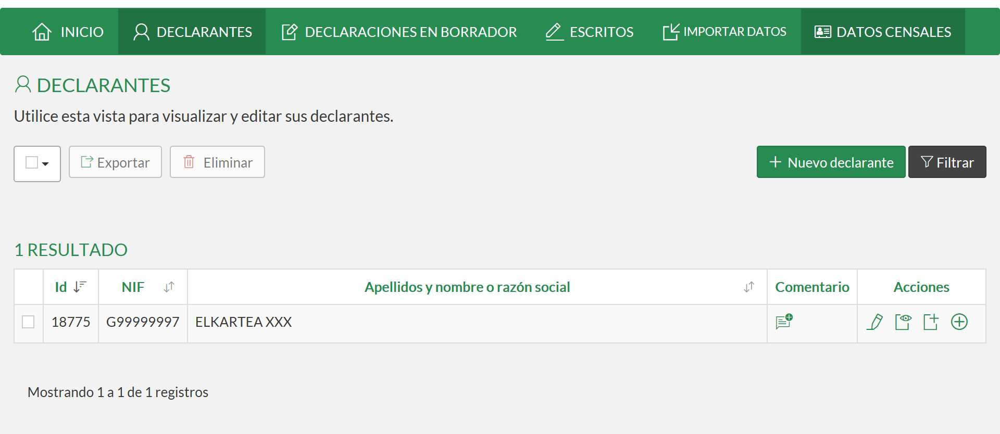 INICIO DECLARANTES DECLARACIONES EN BORRADOR ESCRITOS IMPORTAR DATOS DATOS CENSALES
DECLARANTES
Utilice esta vista para visualizar y editar sus declarantes.
Exportar Eliminar Nuevo declarante Filtrar
1 RESULTADO
Id NIF Apellidos y nombre o razón social Comentario Acciones
18775 G99999997 ELKARTEA XXX
Mostrando 1 a 1 de 1 registros